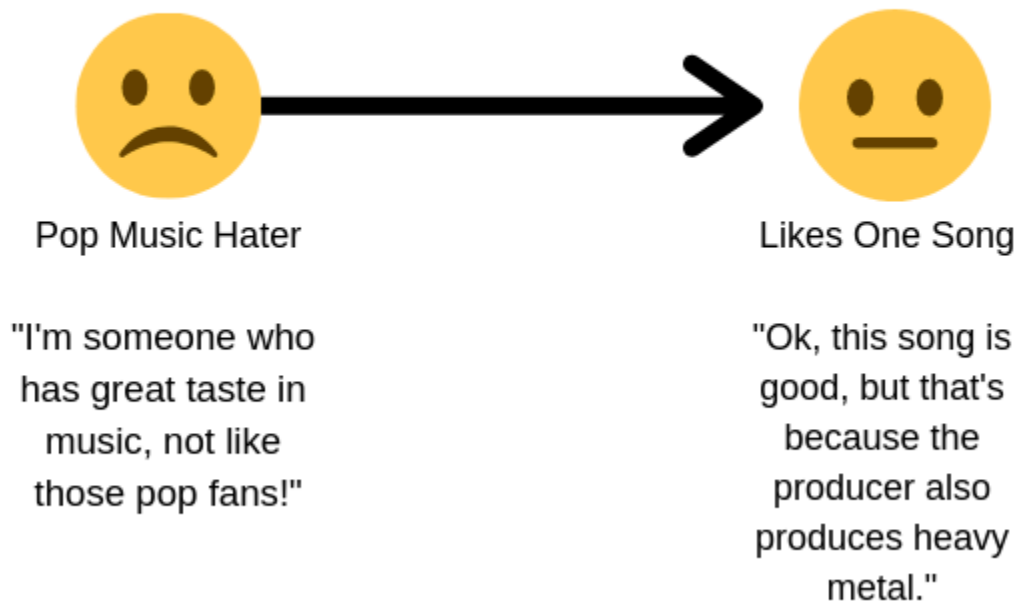 Pop Music Hater
"I'm someone who
has great taste in
music, not like
those pop fans!"
Likes One Song
"Ok, this song is
good, but that's
because the
producer also
produces heavy
metal."